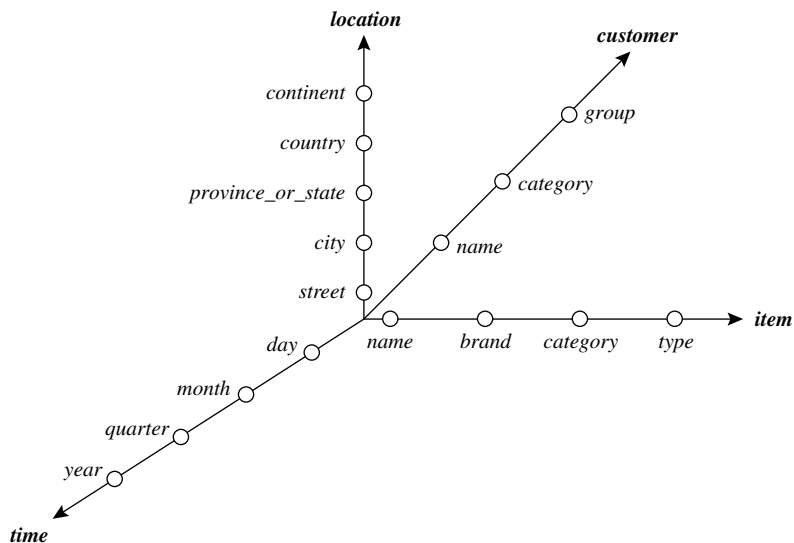 location
customer
continent
group
country
category
province_or_state
city
name
street
item
day
name
brand
category
type
month
quarter
year
time